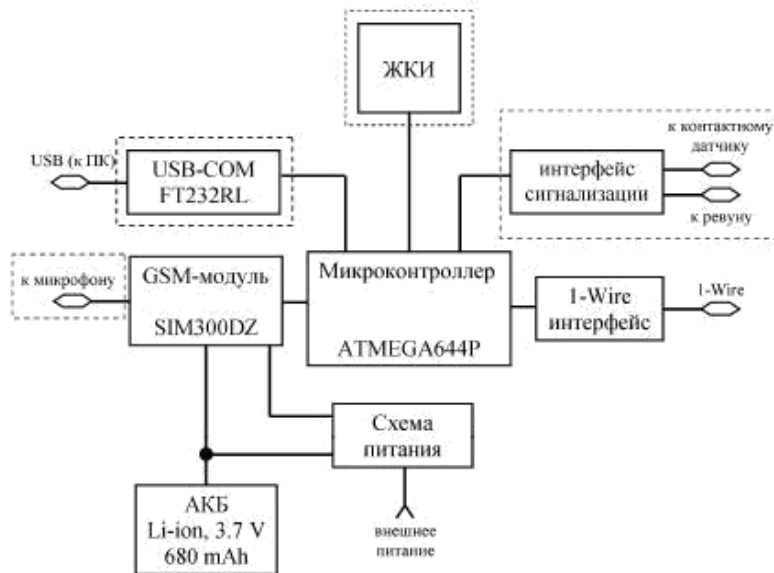 ЖКИ
USB (к ПК)
USB-COM
FT232RL
к контактному
датчику
интерфейс
сигнализации
к ревуну
к микрофону
GSM-модуль
SIM300DZ
Микроконтроллер
ATMEGA644P
1-Wire
интерфейс
1-Wire
Схема
питания
АКБ
Li-ion, 3.7 V
680 mAh
внешнее
питание